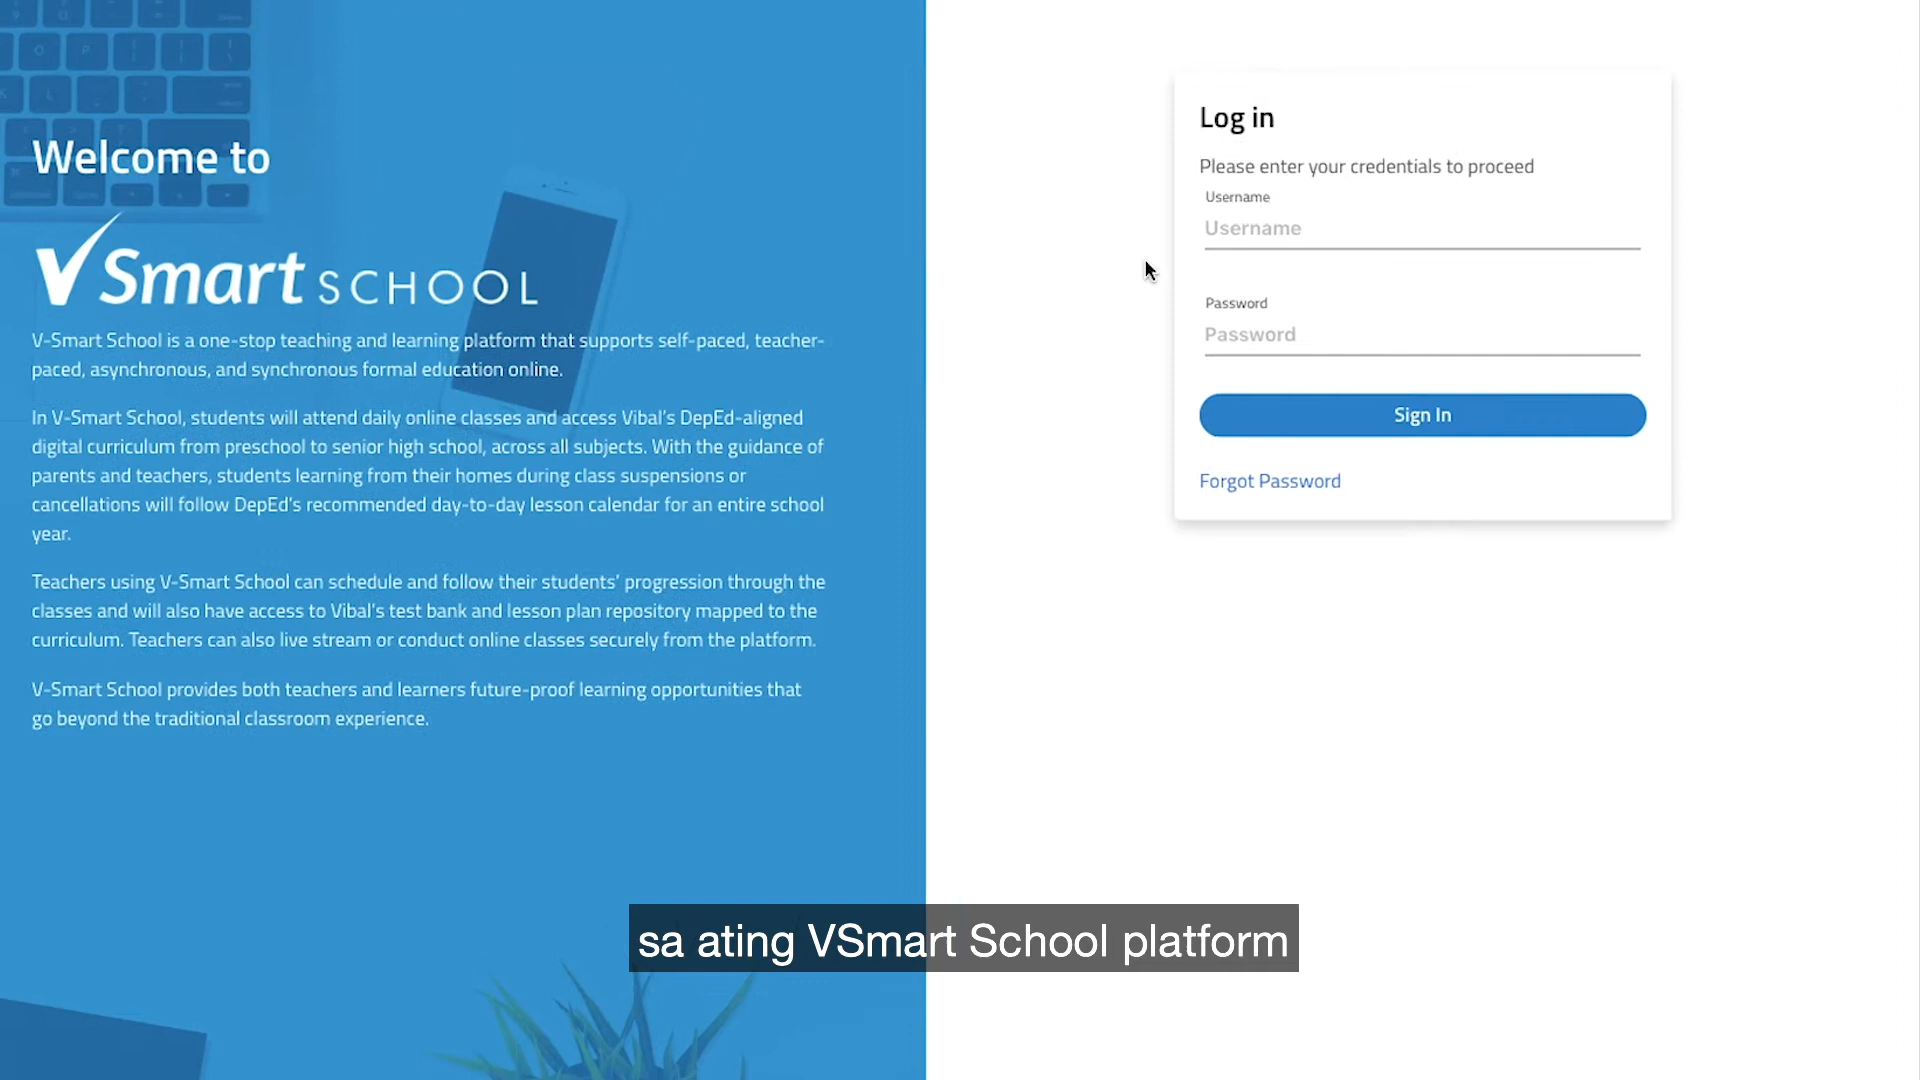 Welcome to
VSmart SCHOOL
V-Smart School is a one-stop teaching and learning platform that supports self-paced, teacher-
paced, asynchronous, and synchronous formal education online.
In V-Smart School, students will attend daily online classes and access Vibal's DepEd-aligned
digital curriculum from preschool to senior high school, across all subjects. With the guidance of
parents and teachers, students learning from their homes during class suspensions or
cancellations will follow DepEd's recommended day-to-day lesson calendar for an entire school
year.
Teachers using V-Smart School can schedule and follow their students' progression through the
classes and will also have access to Vibal's test bank and lesson plan repository mapped to the
curriculum. Teachers can also live stream or conduct online classes securely from the platform.
V-Smart School provides both teachers and learners future-proof learning opportunities that
go beyond the traditional classroom experience.
Log in
Please enter your credentials to proceed
Username
Username
Password
Password
Sign In
Forgot Password
sa ating VSmart School platform